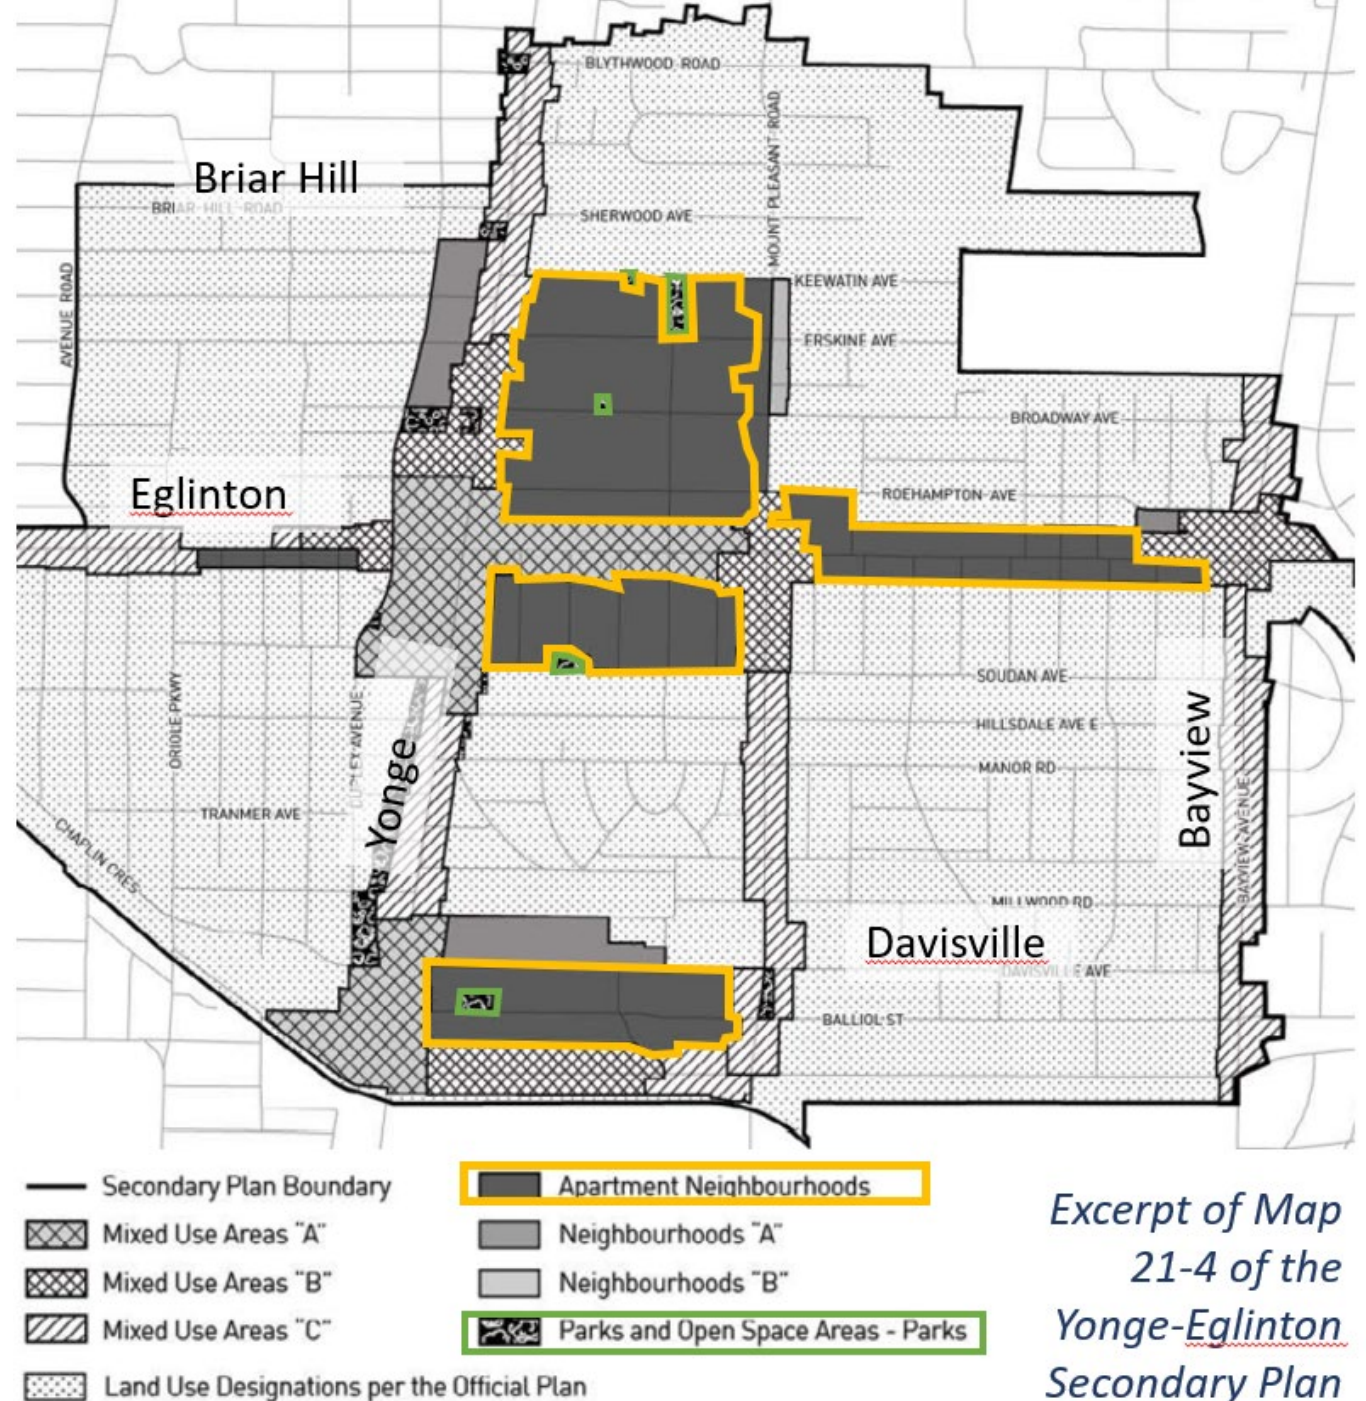 BLYTHWOOD ROAD
MOUNT PLEASANT ROAD
Briar Hill
BRIAR HILL ROAD
SHERWOOD AVE
AVENUE ROAD
KEEWATIN AVE
ERSKINE AVE
BROADWAY AVE
Eglinton
ROEHAMPTON AVE
ORIOLE PKWY
AVENUE
Yonge
SOUDAN AVE
HILLSDALE AVE E
MANOR RD
Bayview
BAYVIEW AVENUE
TRANMER AVE
CHAPLIN CRES
MILLWOOD RD
Davisville
DAVISVILLE AVE
BALLIOL ST
Secondary Plan Boundary
Mixed Use Areas "A"
Mixed Use Areas "B"
Mixed Use Areas "C"
Land Use Designations per the Official Plan
Apartment Neighbourhoods
Neighbourhoods "A"
Neighbourhoods "B"
Parks and Open Space Areas - Parks
Excerpt of Map
21-4 of the
Yonge-Eglinton
Secondary Plan